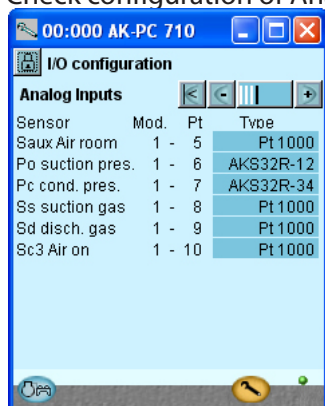 Check configuration of An
00:000 AK-PC 710
I/O configuration
Analog Inputs
Sensor Mod. Pt Type
Saux Air room 1 - 5 Pt 1000
Po suction pres. 1 - 6 AKS32R-12
Pc cond. pres. 1 - 7 AKS32R-34
Ss suction gas 1 - 8 Pt 1000
Sd disch. gas 1 - 9 Pt 1000
Sc3 Air on 1 - 10 Pt 1000